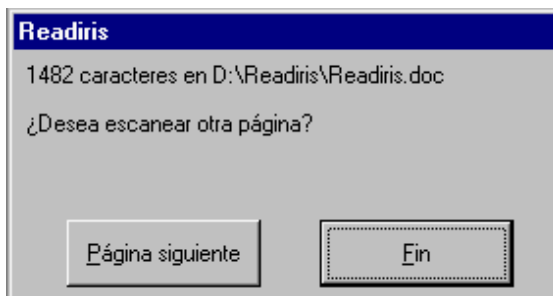 Readiris
1482 caracteres en D:\Readiris\Readiris.doc
¿Desea escanear otra página?
Página siguiente
Fin